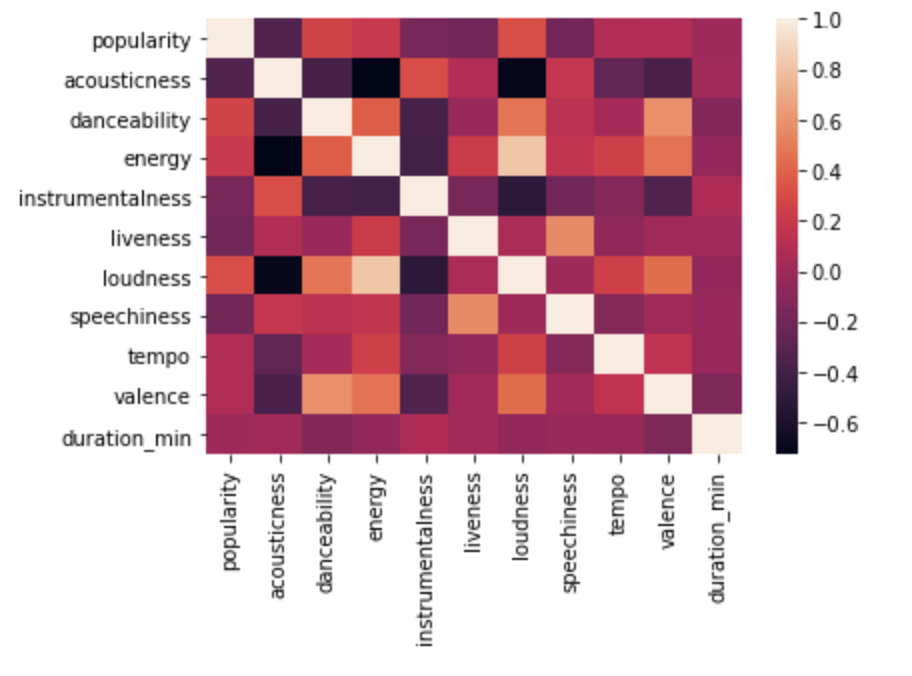 popularity
acousticness
danceability
energy
instrumentalness
liveness
loudness
speechiness
tempo
valence
duration_min
popularity
acousticness
danceability
energy
instrumentalness
liveness
loudness
speechiness
tempo
valence
duration_min
1.0
0.8
0.6
0.4
0.2
0.0
−0.2
−0.4
−0.6